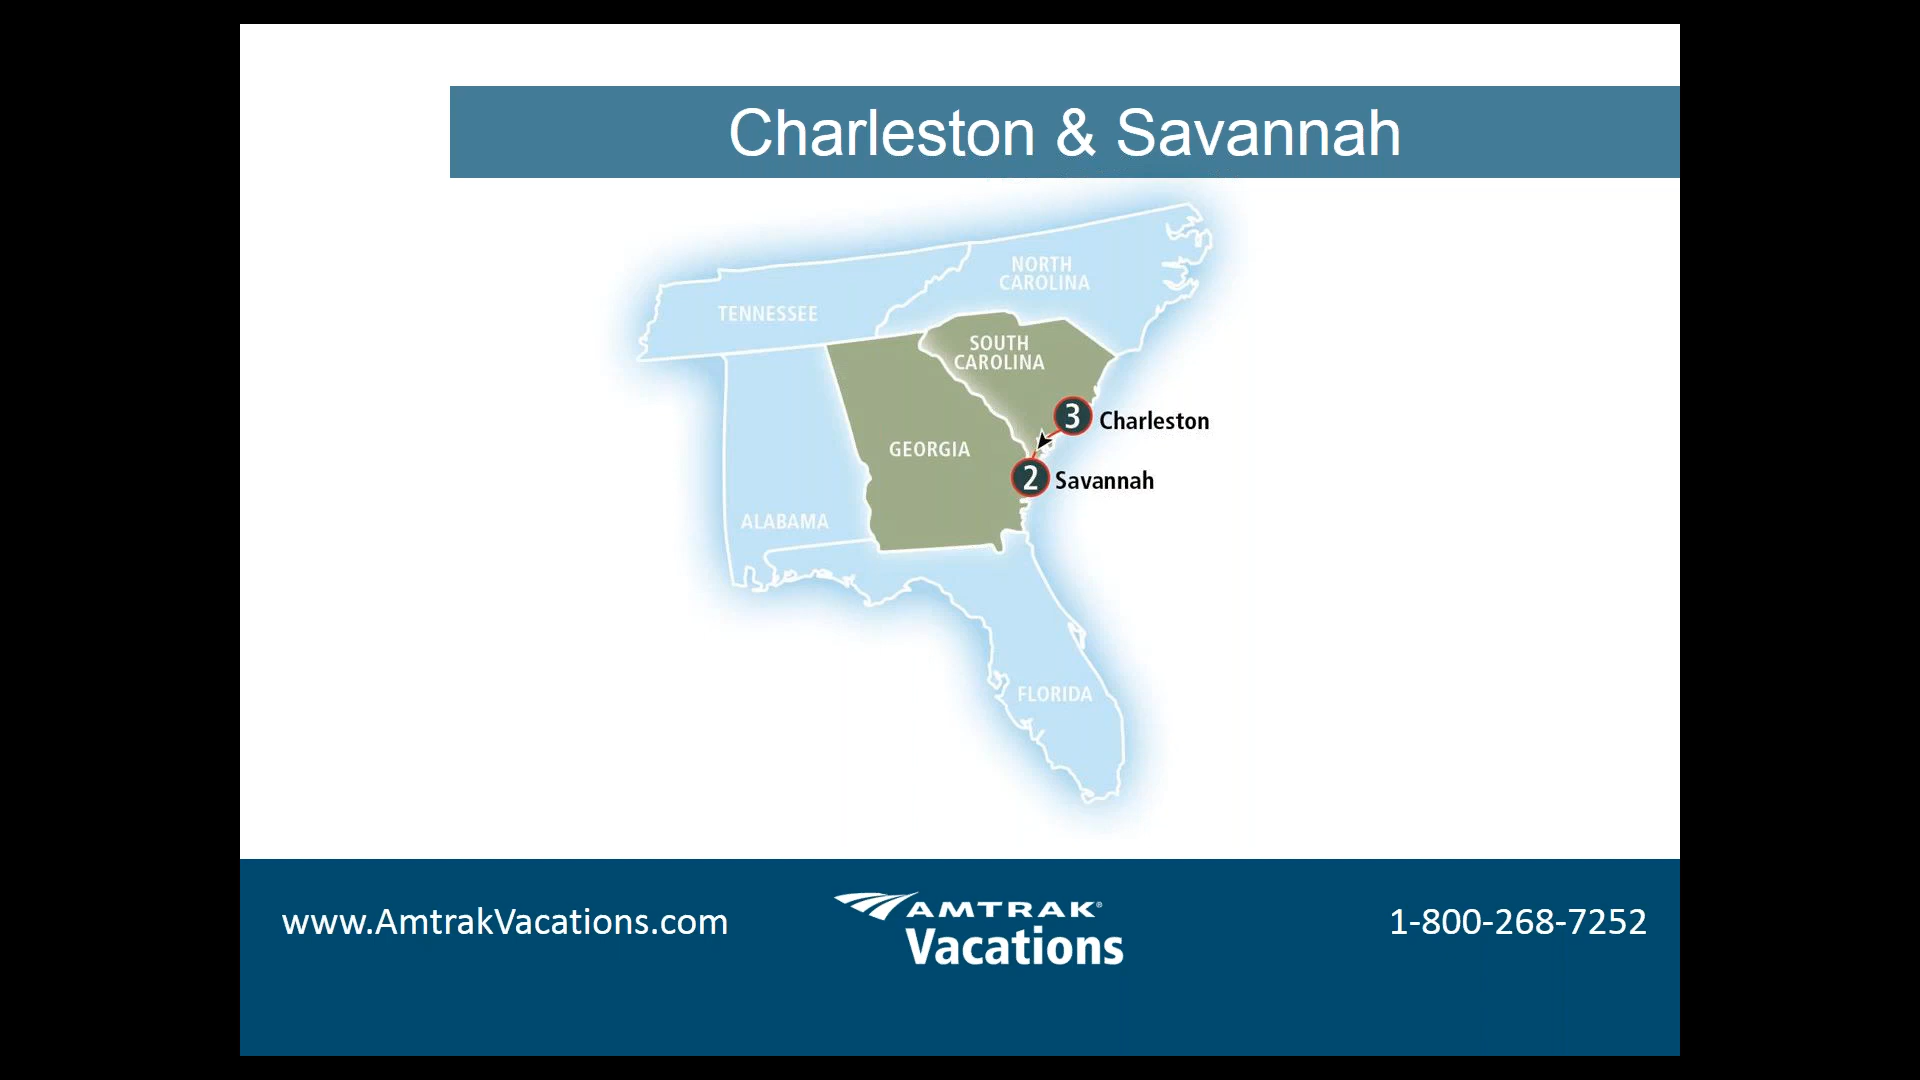 Charleston & Savannah
NORTH
CAROLINA
TENNESSEE
SOUTH
CAROLINA
3 Charleston
GEORGIA
2 Savannah
ALABAMA
FLORIDA
www.AmtrakVacations.com
AMTRAK®
Vacations
1-800-268-7252